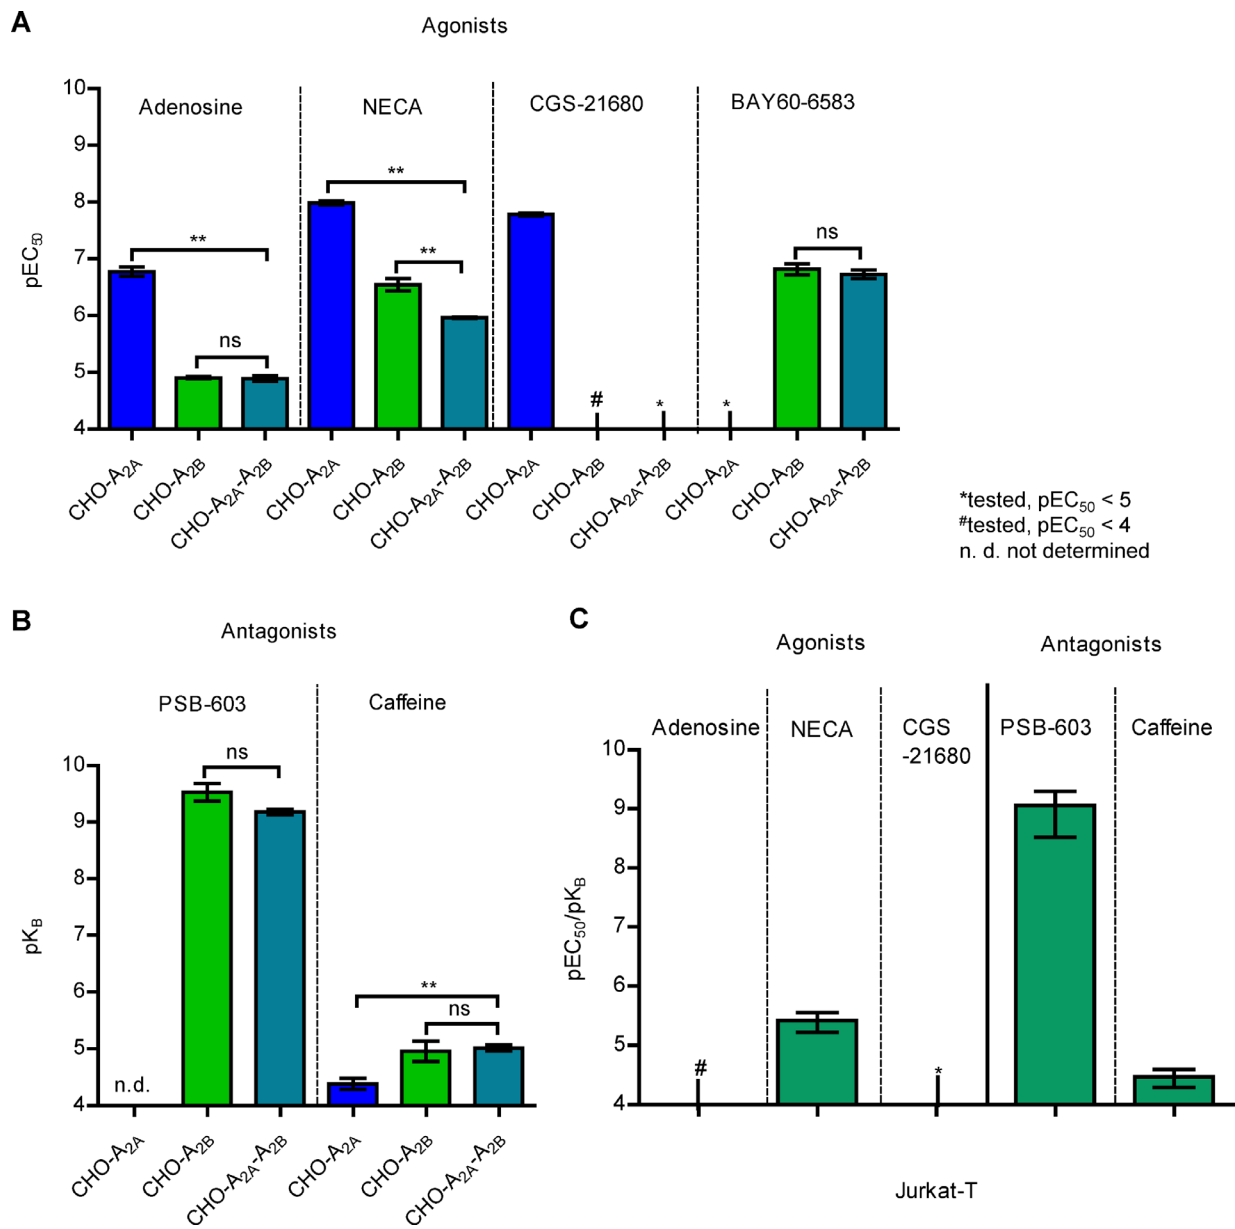 A
Agonists
Adenosine
NECA
CGS-21680
BAY60-6583
pEC50
10
9
8
7
6
5
4
**
ns
**
**
#
*
*
ns
CHO-A2A
CHO-A2B
CHO-A2A-A2B
CHO-A2A
CHO-A2B
CHO-A2A-A2B
CHO-A2A
CHO-A2B
CHO-A2A-A2B
CHO-A2A
CHO-A2B
CHO-A2A-A2B
*tested, pEC50 < 5
#tested, pEC50 < 4
n. d. not determined
B
Antagonists
PSB-603
Caffeine
pKB
10
9
8
7
6
5
4
n.d.
ns
**
ns
CHO-A2A
CHO-A2B
CHO-A2A-A2B
CHO-A2A
CHO-A2B
CHO-A2A-A2B
C
Agonists
Antagonists
Adenosine
NECA
CGS
-21680
PSB-603
Caffeine
pEC50/pKB
10
9
8
7
6
5
4
#
*
Jurkat-T